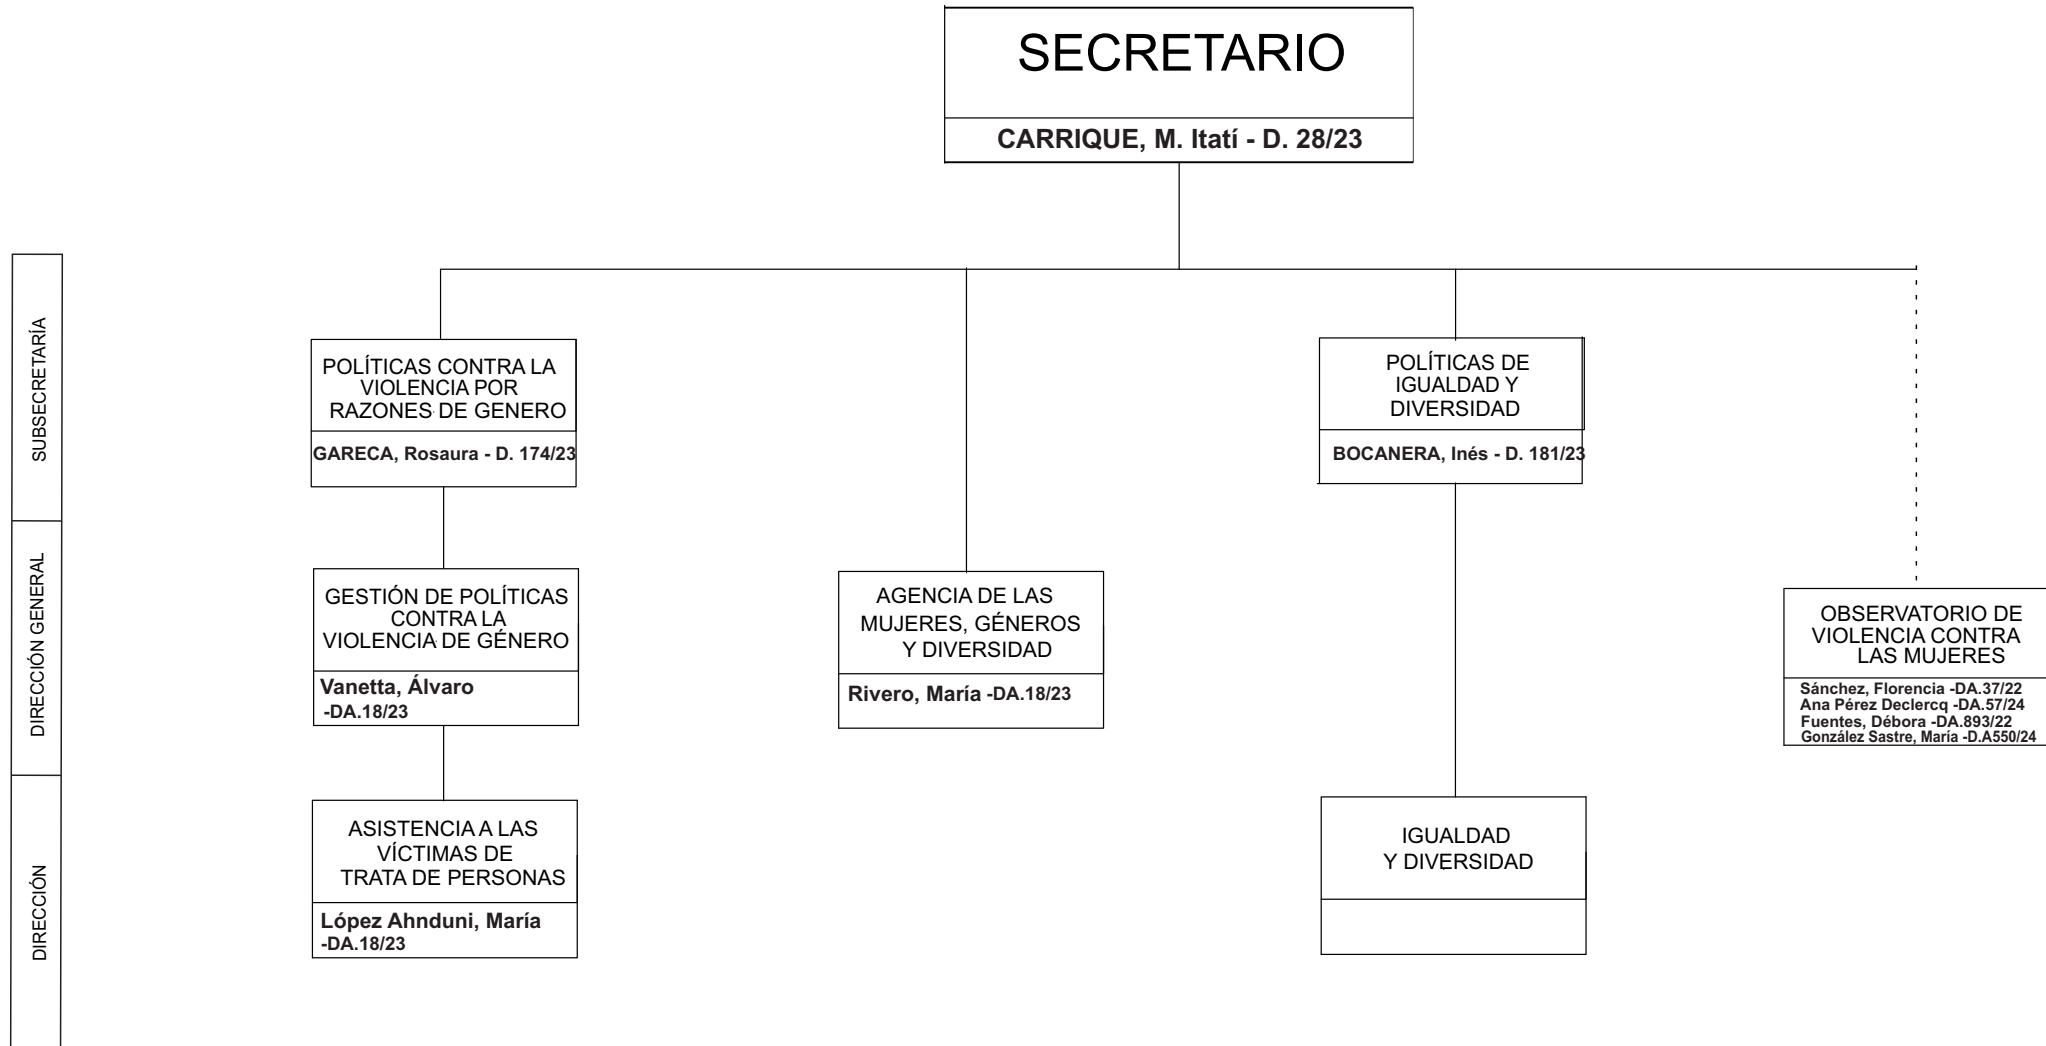 SECRETARIO
CARRIQUE, M. Itatí - D. 28/23
SUBSECRETARÍA
POLÍTICAS CONTRA LA
VIOLENCIA POR
RAZONES DE GENERO
GARECA, Rosaura - D. 174/23
POLÍTICAS DE
IGUALDAD Y
DIVERSIDAD
BOCANERA, Inés - D. 181/23
DIRECCIÓN GENERAL
GESTIÓN DE POLÍTICAS
CONTRA LA
VIOLENCIA DE GÉNERO
Vanetta, Álvaro
-DA.18/23
AGENCIA DE LAS
MUJERES, GÉNEROS
Y DIVERSIDAD
Rivero, María -DA.18/23
OBSERVATORIO DE
VIOLENCIA CONTRA
LAS MUJERES
Sánchez, Florencia -DA.37/22
Ana Pérez Declercq -DA.57/24
Fuentes, Débora -DA.893/22
González Sastre, María -D.A550/24
DIRECCIÓN
ASISTENCIA A LAS
VÍCTIMAS DE
TRATA DE PERSONAS
López Ahnduni, María
-DA.18/23
IGUALDAD
Y DIVERSIDAD